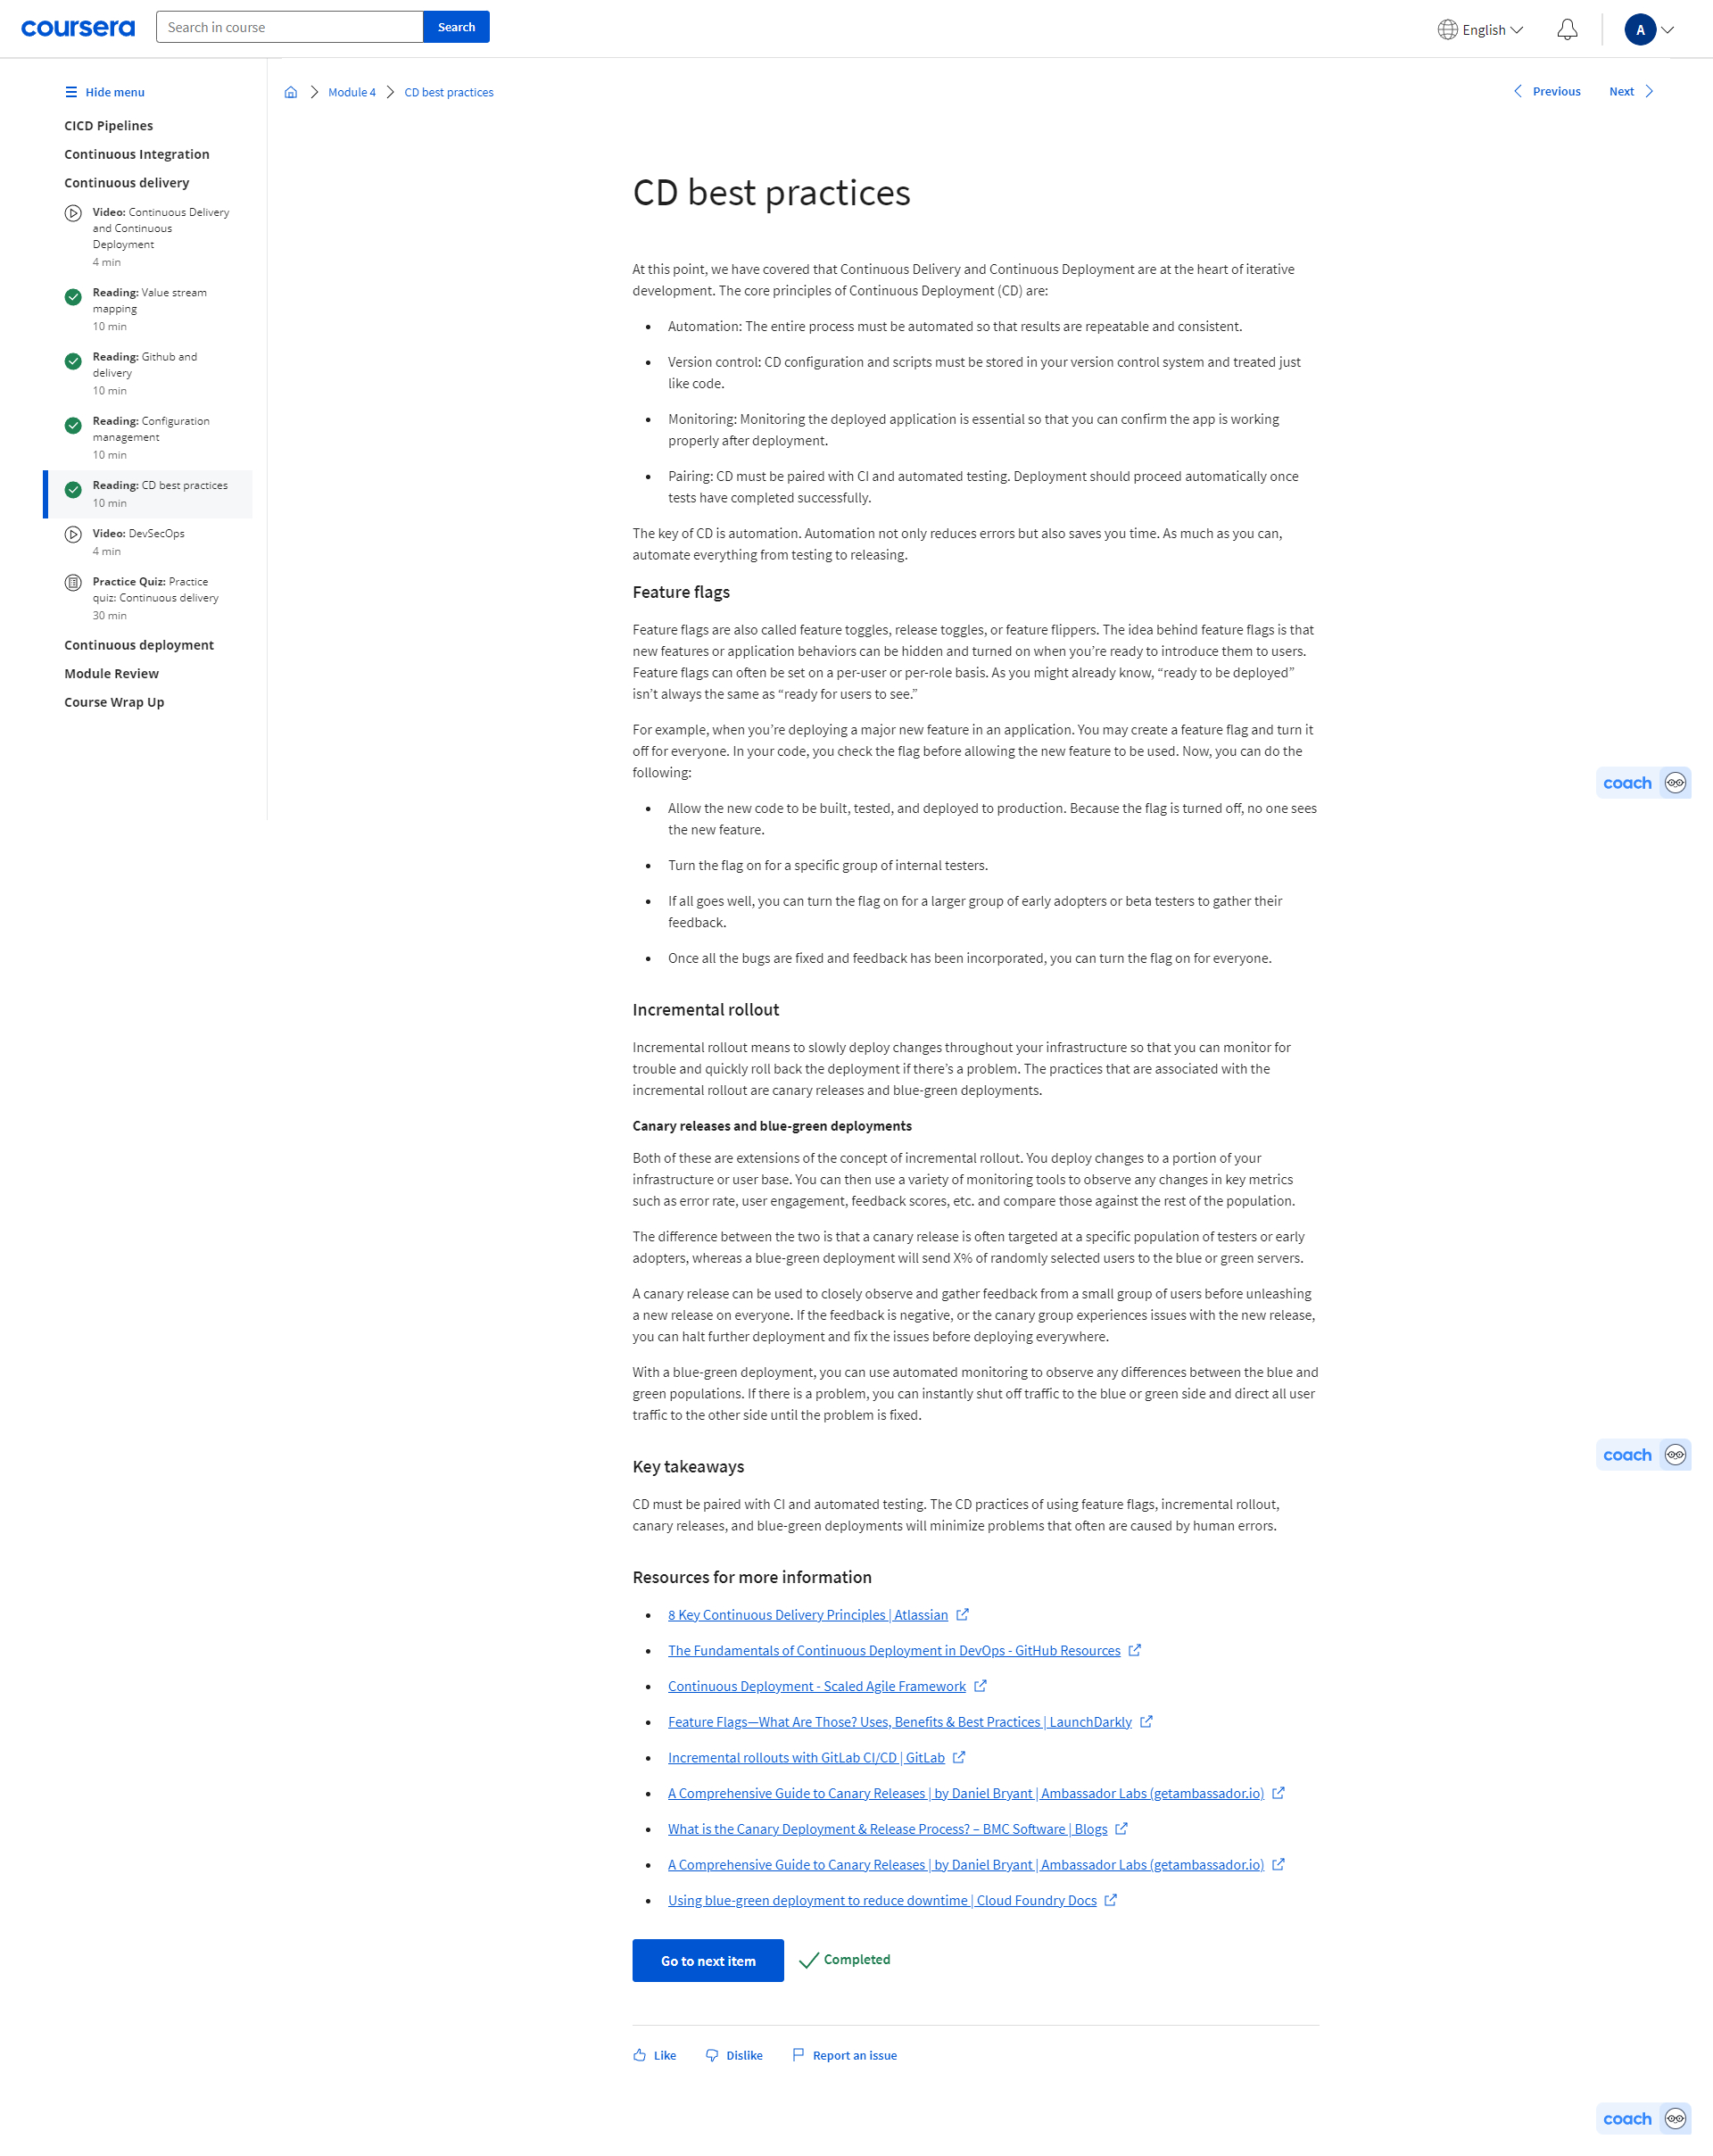 coursera
Search in course
Search
English
A
Hide menu
Module 4
CD best practices
Previous
Next
CICD Pipelines
Continuous Integration
Continuous delivery
Video: Continuous Delivery
and Continuous
Deployment
4 min
Reading: Value stream
mapping
10 min
Reading: Github and
delivery
10 min
Reading: Configuration
management
10 min
Reading: CD best practices
10 min
Video: DevSecOps
4 min
Practice Quiz: Practice
quiz: Continuous delivery
30 min
Continuous deployment
Module Review
Course Wrap Up
CD best practices
At this point, we have covered that Continuous Delivery and Continuous Deployment are at the heart of iterative
development. The core principles of Continuous Deployment (CD) are:
• Automation: The entire process must be automated so that results are repeatable and consistent.
• Version control: CD configuration and scripts must be stored in your version control system and treated just
like code.
• Monitoring: Monitoring the deployed application is essential so that you can confirm the app is working
properly after deployment.
• Pairing: CD must be paired with CI and automated testing. Deployment should proceed automatically once
tests have completed successfully.
The key of CD is automation. Automation not only reduces errors but also saves you time. As much as you can,
automate everything from testing to releasing.
Feature flags
Feature flags are also called feature toggles, release toggles, or feature flippers. The idea behind feature flags is that
new features or application behaviors can be hidden and turned on when you’re ready to introduce them to users.
Feature flags can often be set on a per-user or per-role basis. As you might already know, “ready to be deployed”
isn’t always the same as “ready for users to see.”
For example, when you’re deploying a major new feature in an application. You may create a feature flag and turn it
off for everyone. In your code, you check the flag before allowing the new feature to be used. Now, you can do the
following:
coach
• Allow the new code to be built, tested, and deployed to production. Because the flag is turned off, no one sees
the new feature.
• Turn the flag on for a specific group of internal testers.
• If all goes well, you can turn the flag on for a larger group of early adopters or beta testers to gather their
feedback.
• Once all the bugs are fixed and feedback has been incorporated, you can turn the flag on for everyone.
Incremental rollout
Incremental rollout means to slowly deploy changes throughout your infrastructure so that you can monitor for
trouble and quickly roll back the deployment if there’s a problem. The practices that are associated with the
incremental rollout are canary releases and blue-green deployments.
Canary releases and blue-green deployments
Both of these are extensions of the concept of incremental rollout. You deploy changes to a portion of your
infrastructure or user base. You can then use a variety of monitoring tools to observe any changes in key metrics
such as error rate, user engagement, feedback scores, etc. and compare those against the rest of the population.
The difference between the two is that a canary release is often targeted at a specific population of testers or early
adopters, whereas a blue-green deployment will send X% of randomly selected users to the blue or green servers.
A canary release can be used to closely observe and gather feedback from a small group of users before unleashing
a new release on everyone. If the feedback is negative, or the canary group experiences issues with the new release,
you can halt further deployment and fix the issues before deploying everywhere.
With a blue-green deployment, you can use automated monitoring to observe any differences between the blue and
green populations. If there is a problem, you can instantly shut off traffic to the blue or green side and direct all user
traffic to the other side until the problem is fixed.
coach
Key takeaways
CD must be paired with CI and automated testing. The CD practices of using feature flags, incremental rollout,
canary releases, and blue-green deployments will minimize problems that often are caused by human errors.
Resources for more information
• 8 Key Continuous Delivery Principles | Atlassian
• The Fundamentals of Continuous Deployment in DevOps - GitHub Resources
• Continuous Deployment - Scaled Agile Framework
• Feature Flags—What Are Those? Uses, Benefits & Best Practices | LaunchDarkly
• Incremental rollouts with GitLab CI/CD | GitLab
• A Comprehensive Guide to Canary Releases | by Daniel Bryant | Ambassador Labs (getambassador.io)
• What is the Canary Deployment & Release Process? – BMC Software | Blogs
• A Comprehensive Guide to Canary Releases | by Daniel Bryant | Ambassador Labs (getambassador.io)
• Using blue-green deployment to reduce downtime | Cloud Foundry Docs
Go to next item
Completed
Like
Dislike
Report an issue
coach